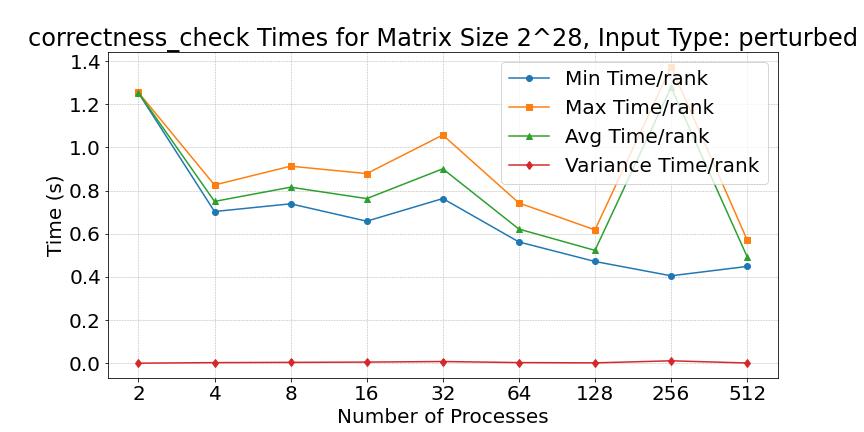 correctness_check Times for Matrix Size 2^28, Input Type: perturbed
1.4
1.2
1.0
0.8
0.6
0.4
0.2
0.0
Time (s)
Min Time/rank
Max Time/rank
Avg Time/rank
Variance Time/rank
2 4 8 16 32 64 128 256 512
Number of Processes